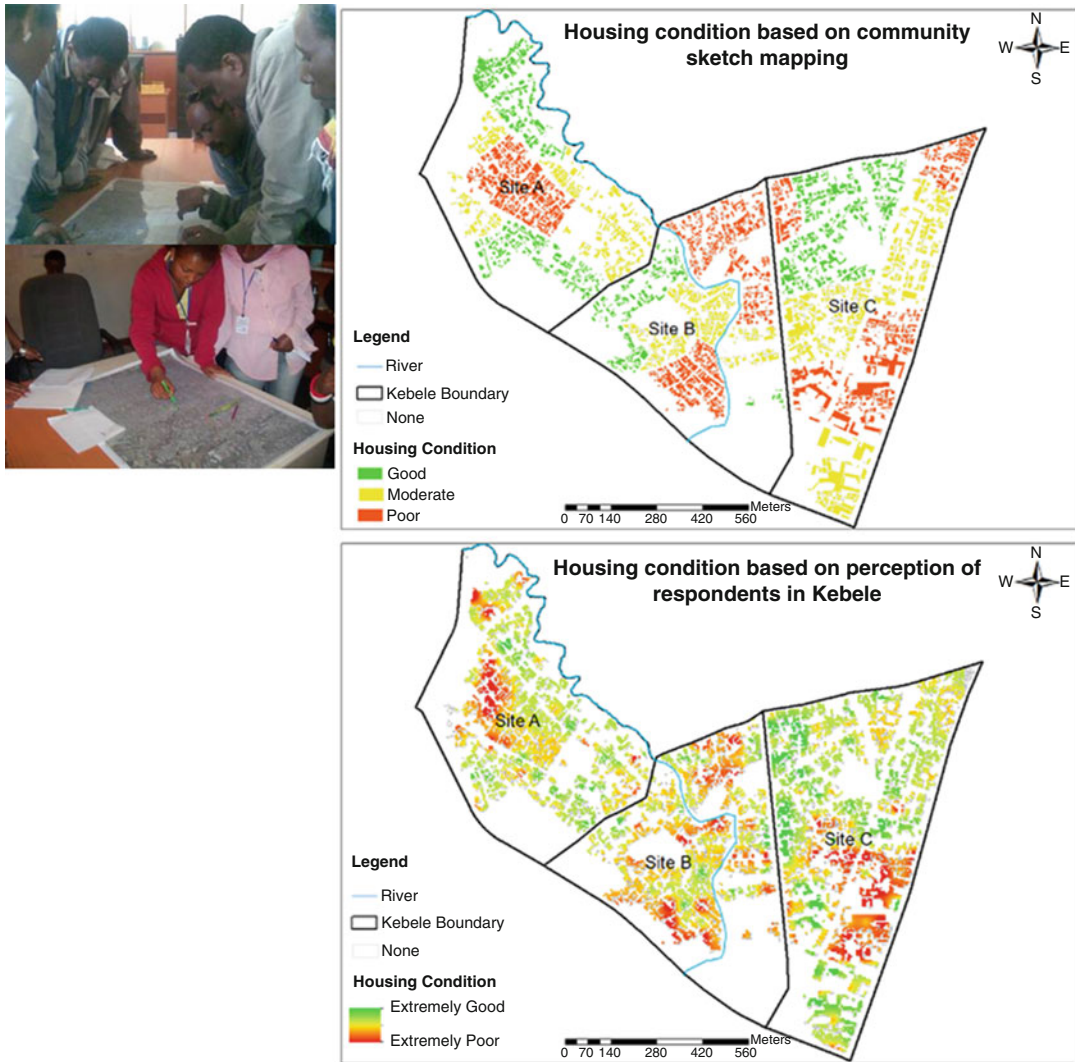 Housing condition based on community
sketch mapping
N
W E
S
Site A
Site B
Site C
Legend
River
Kebele Boundary
None
Housing Condition
Good
Moderate
Poor
Meters
0 70 140 280 420 560
Housing condition based on perception of
respondents in Kebele
N
W E
S
Site A
Site B
Site C
Legend
River
Kebele Boundary
None
Housing Condition
Extremely Good
Extremely Poor
Meters
0 70 140 280 420 560